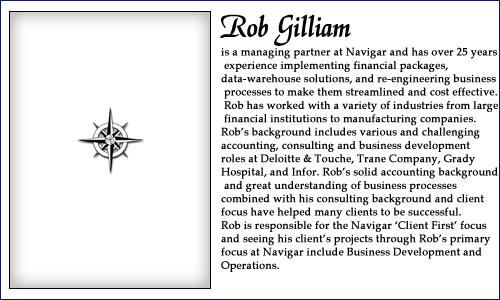 Rob Gilliam
is a managing partner at Navigar and has over 25 years
experience implementing financial packages,
data-warehouse solutions, and re-engineering business
processes to make them streamlined and cost effective.
Rob has worked with a variety of industries from large
financial institutions to manufacturing companies.
Rob’s background includes various and challenging
accounting, consulting and business development
roles at Deloitte & Touche, Trane Company, Grady
Hospital, and Infor. Rob’s solid accounting background
and great understanding of business processes
combined with his consulting background and client
focus have helped many clients to be successful.
Rob is responsible for the Navigar ‘Client First’ focus
and seeing his client’s projects through Rob’s primary
focus at Navigar include Business Development and
Operations.